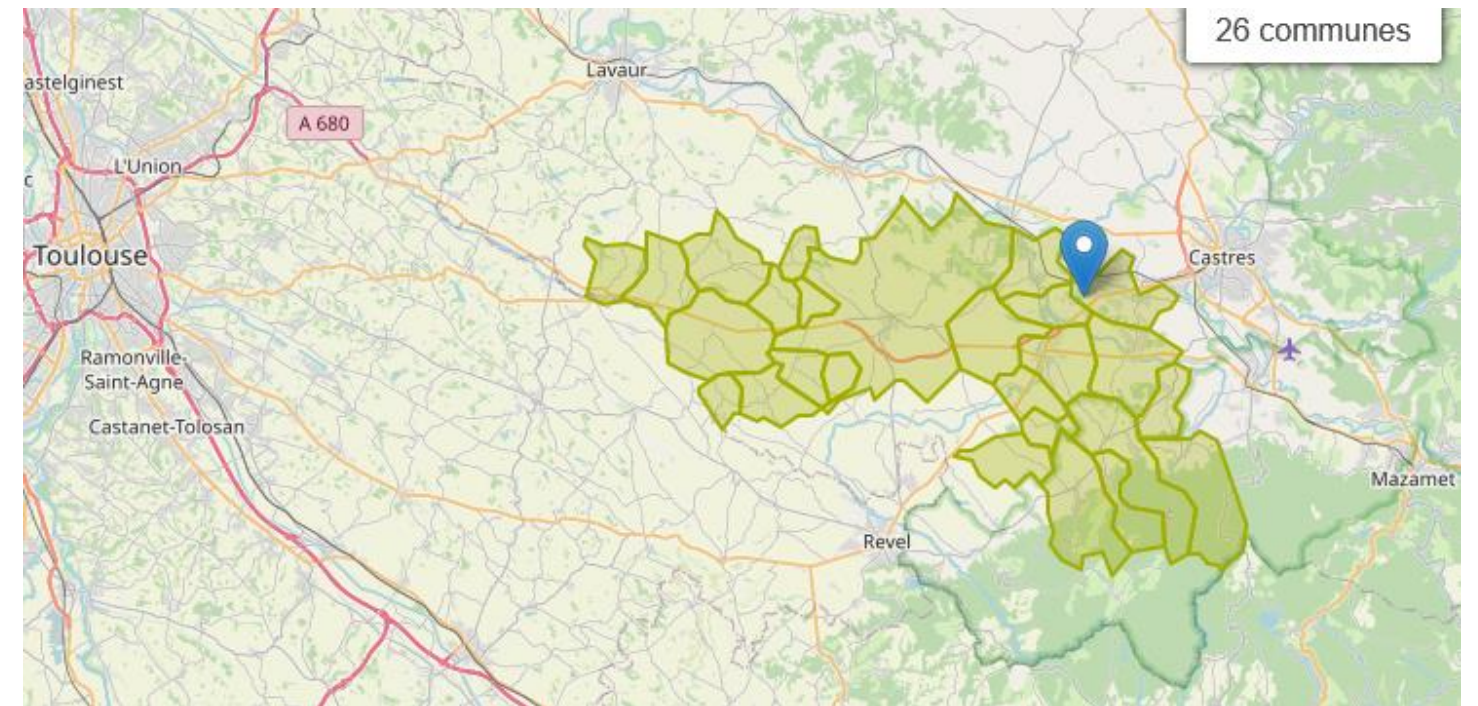 26 communes
Lavaur
astelginest
A 680
L'Union
c
Toulouse
Castres
Ramonville-
Saint-Agne
Castanet-Tolosan
Mazamet
Revel